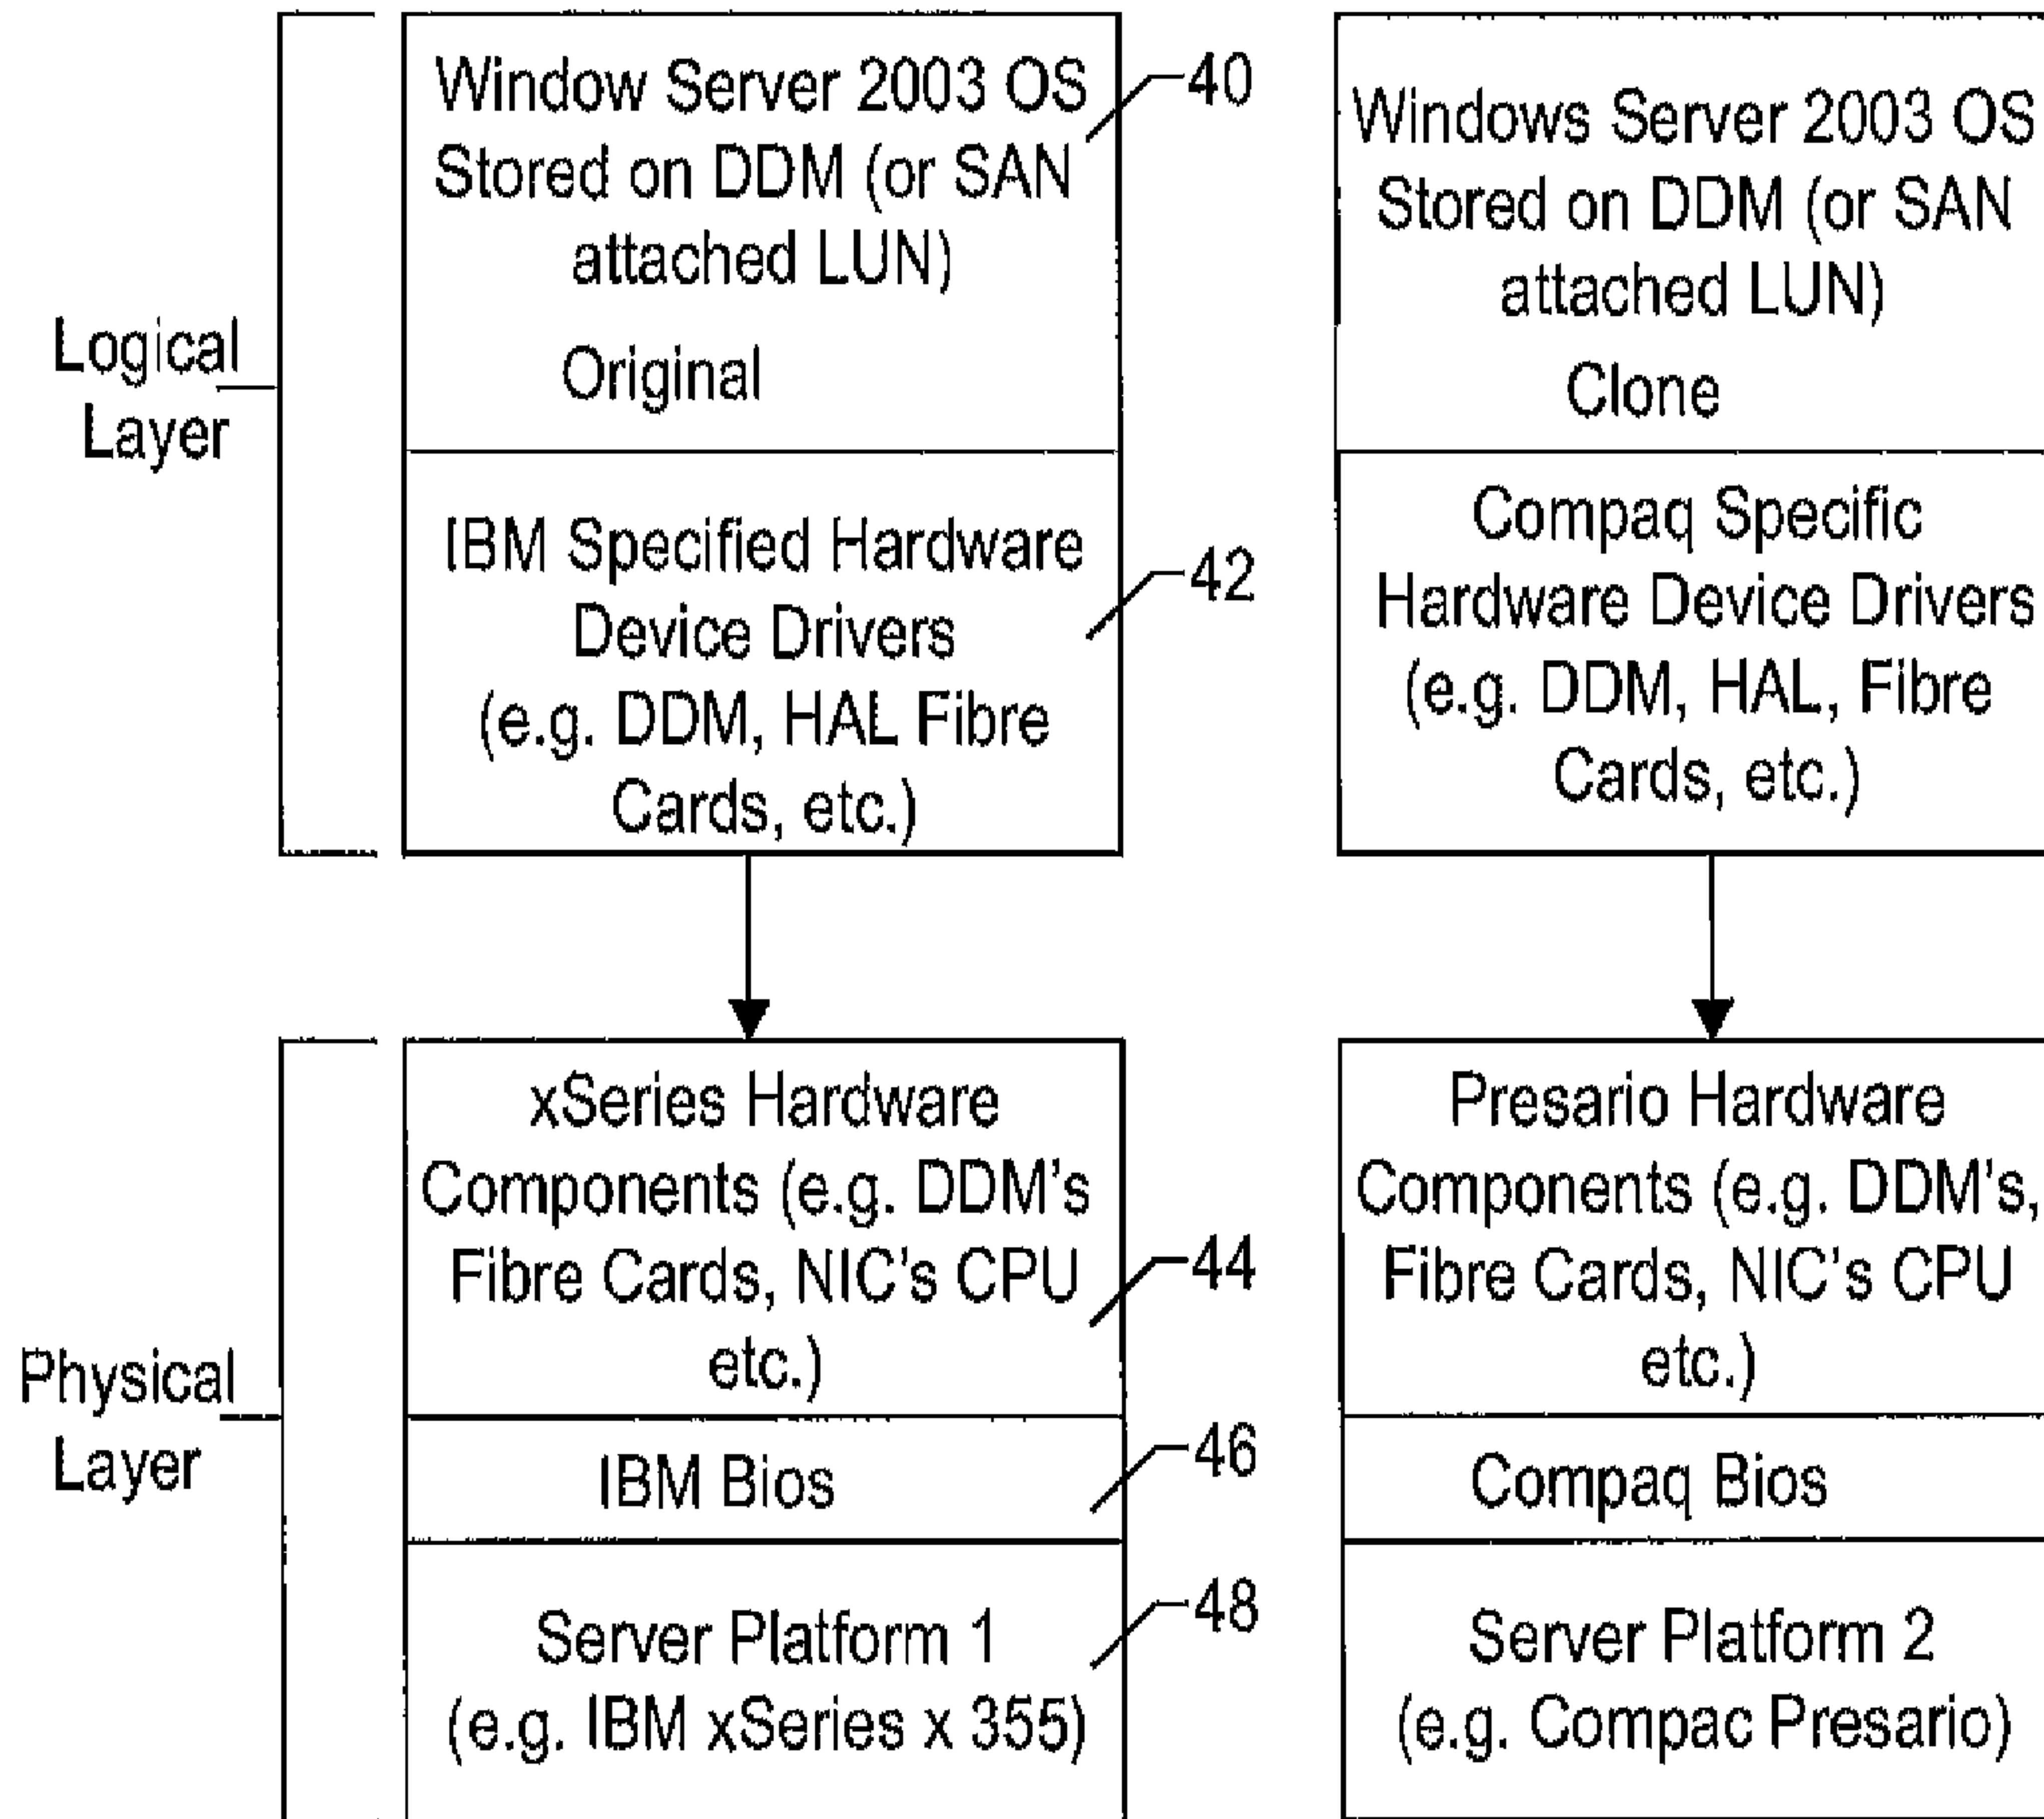 Logical
Layer
Window Server 2003 OS
Stored on DDM (or SAN
attached LUN)
Original
40
IBM Specified Hardware
Device Drivers
(e.g. DDM, HAL Fibre
Cards, etc.)
42
Windows Server 2003 OS
Stored on DDM (or SAN
attached LUN)
Clone
Compaq Specific
Hardware Device Drivers
(e.g. DDM, HAL, Fibre
Cards, etc.)
Physical
Layer
xSeries Hardware
Components (e.g. DDM's
Fibre Cards, NIC's CPU
etc.)
44
IBM Bios
46
Server Platform 1
(e.g. IBM xSeries x 355)
48
Presario Hardware
Components (e.g. DDM's,
Fibre Cards, NIC's CPU
etc.)
Compaq Bios
Server Platform 2
(e.g. Compac Presario)